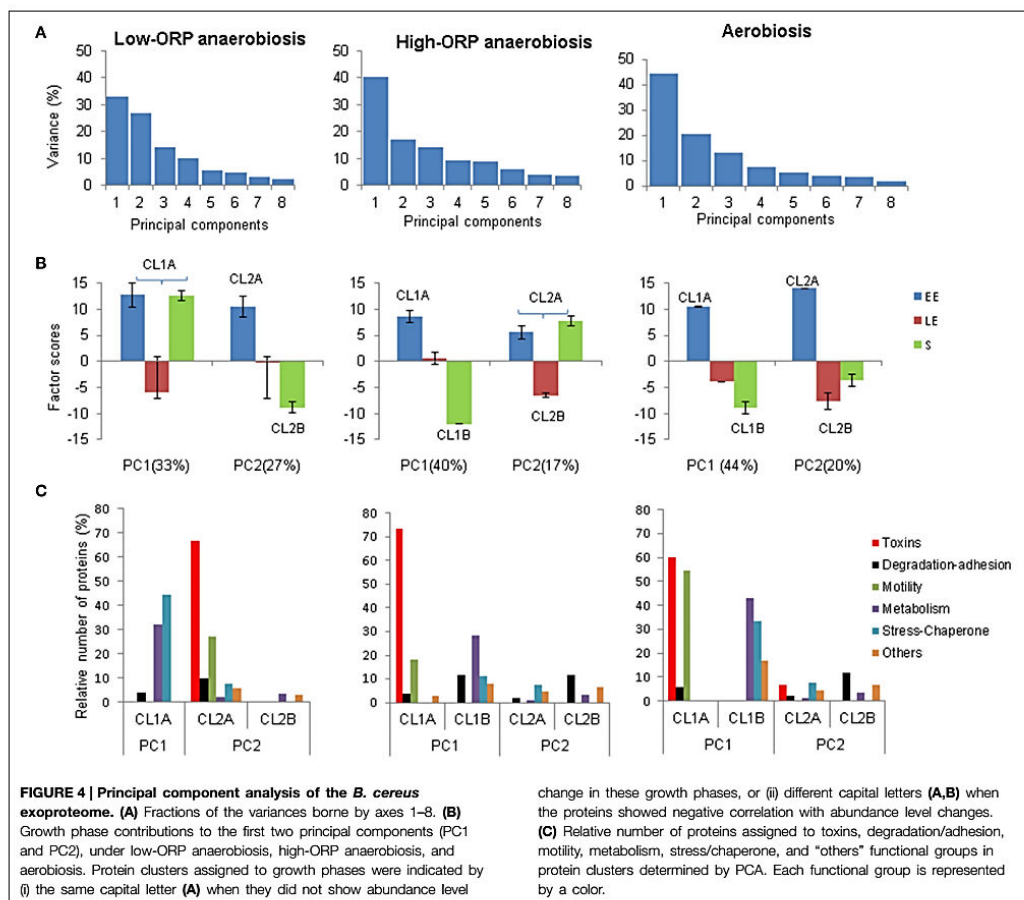 A
Low-ORP anaerobiosis
High-ORP anaerobiosis
Aerobiosis
Variance (%)
50
40
30
20
10
0
1 2 3 4 5 6 7 8
Principal components
50
40
30
20
10
0
1 2 3 4 5 6 7 8
Principal components
50
40
30
20
10
0
1 2 3 4 5 6 7 8
Principal components
B
Factor scores
15
10
5
0
-5
-10
-15
CL1A
CL2A
CL2B
PC1(33%) PC2(27%)
15
10
5
0
-5
-10
-15
CL1A
CL2A
CL1B
CL2B
PC1(40%) PC2(17%)
15
10
5
0
-5
-10
-15
CL1A
CL2A
CL1B
CL2B
PC1 (44%) PC2(20%)
EE
LE
S
C
Relative number of proteins (%)
80
70
60
50
40
30
20
10
0
CL1A CL2A CL2B
PC1 PC2
80
70
60
50
40
30
20
10
0
CL1A CL1B CL2A CL2B
PC1 PC2
80
70
60
50
40
30
20
10
0
CL1A CL1B CL2A CL2B
PC1 PC2
Toxins
Degradation-adhesion
Motility
Metabolism
Stress-Chaperone
Others
FIGURE 4 | Principal component analysis of the B. cereus
exoproteome. (A) Fractions of the variances borne by axes 1–8. (B)
Growth phase contributions to the first two principal components (PC1
and PC2), under low-ORP anaerobiosis, high-ORP anaerobiosis, and
aerobiosis. Protein clusters assigned to growth phases were indicated by
(i) the same capital letter (A) when they did not show abundance level
change in these growth phases, or (ii) different capital letters (A,B) when
the proteins showed negative correlation with abundance level changes.
(C) Relative number of proteins assigned to toxins, degradation/adhesion,
motility, metabolism, stress/chaperone, and “others” functional groups in
protein clusters determined by PCA. Each functional group is represented
by a color.